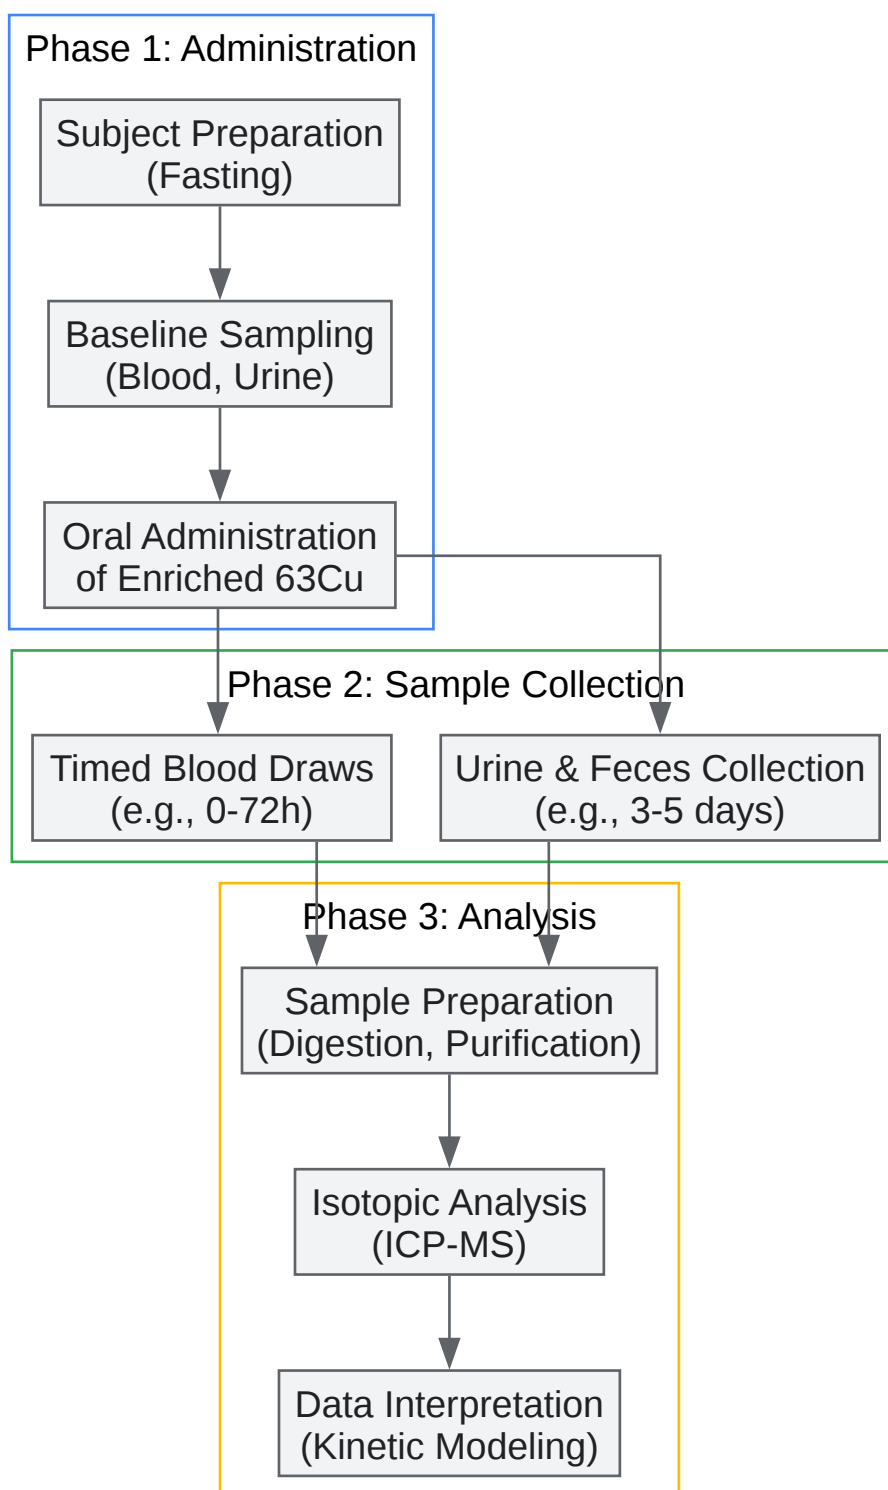 Phase 1: Administration
Subject Preparation
(Fasting)
Baseline Sampling
(Blood, Urine)
Oral Administration
of Enriched 63Cu
Phase 2: Sample Collection
Timed Blood Draws
(e.g., 0-72h)
Urine & Feces Collection
(e.g., 3-5 days)
Phase 3: Analysis
Sample Preparation
(Digestion, Purification)
Isotopic Analysis
(ICP-MS)
Data Interpretation
(Kinetic Modeling)